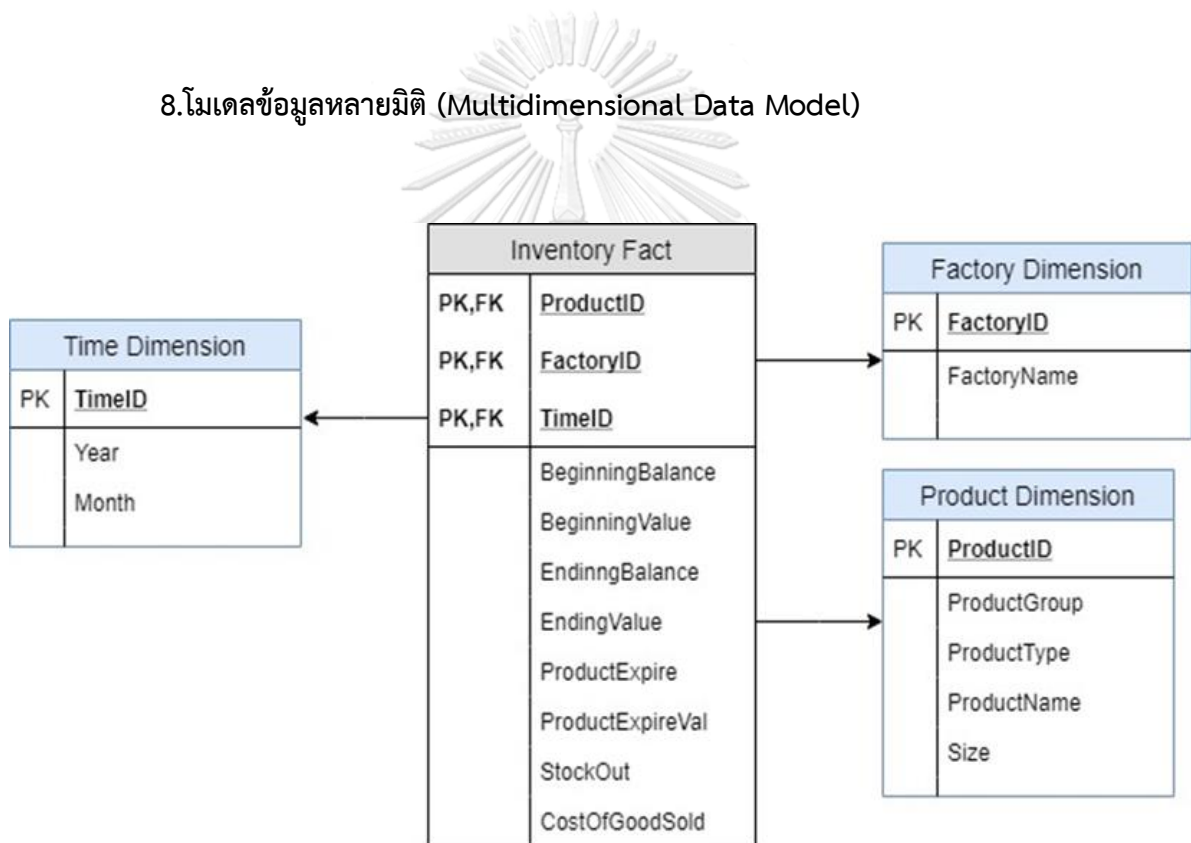 8.โมเดลข้อมูลหลายมิติ (Multidimensional Data Model)
Time Dimension
PK TimeID
Year
Month
Inventory Fact
PK,FK ProductID
PK,FK FactoryID
PK,FK TimeID
BeginningBalance
BeginningValue
EndinngBalance
EndingValue
ProductExpire
ProductExpireVal
StockOut
CostOfGoodSold
Factory Dimension
PK FactoryID
FactoryName
Product Dimension
PK ProductID
ProductGroup
ProductType
ProductName
Size